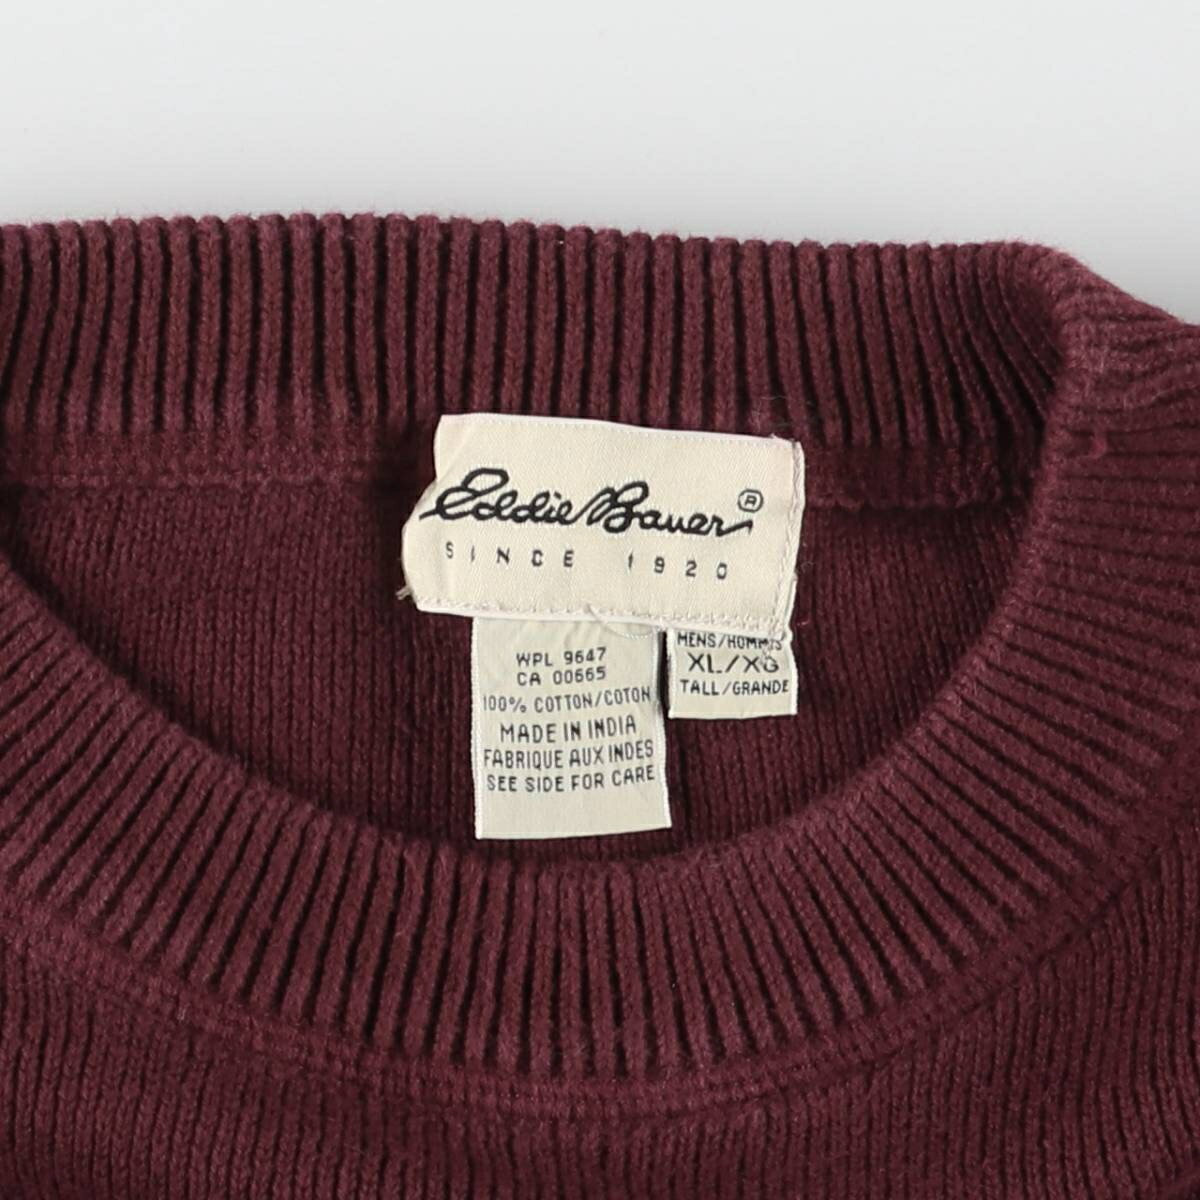 Eddie Bauer®
SINCE 1920
WPL 9647
CA 00665
100% COTTON/COTON
MADE IN INDIA
FABRIQUE AUX INDES
SEE SIDE FOR CARE
MENS/HOMMES
XL/XG
TALL/GRANDE